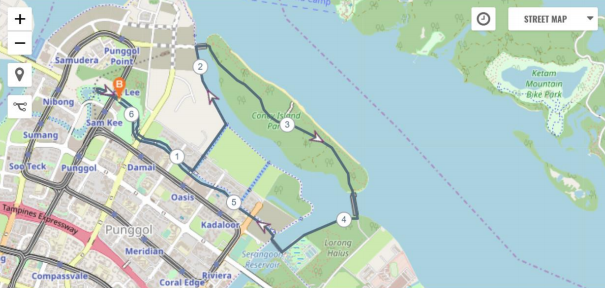 Camp
+
−
STREET MAP
Punggol
Point
Samudera
B
Lee
Nibong
Sam Kee
Sumang
Soo Teck
Punggol
Damai
Oasis
Tampines Expressway
Punggol
Kadaloor
Meridian
Compassvale
Coral Edge
Riviera
Serangoon
Reservoir
Lorong
Halus
Coney Island
Park
Ketam
Mountain
Bike Park
1
2
3
4
5
6